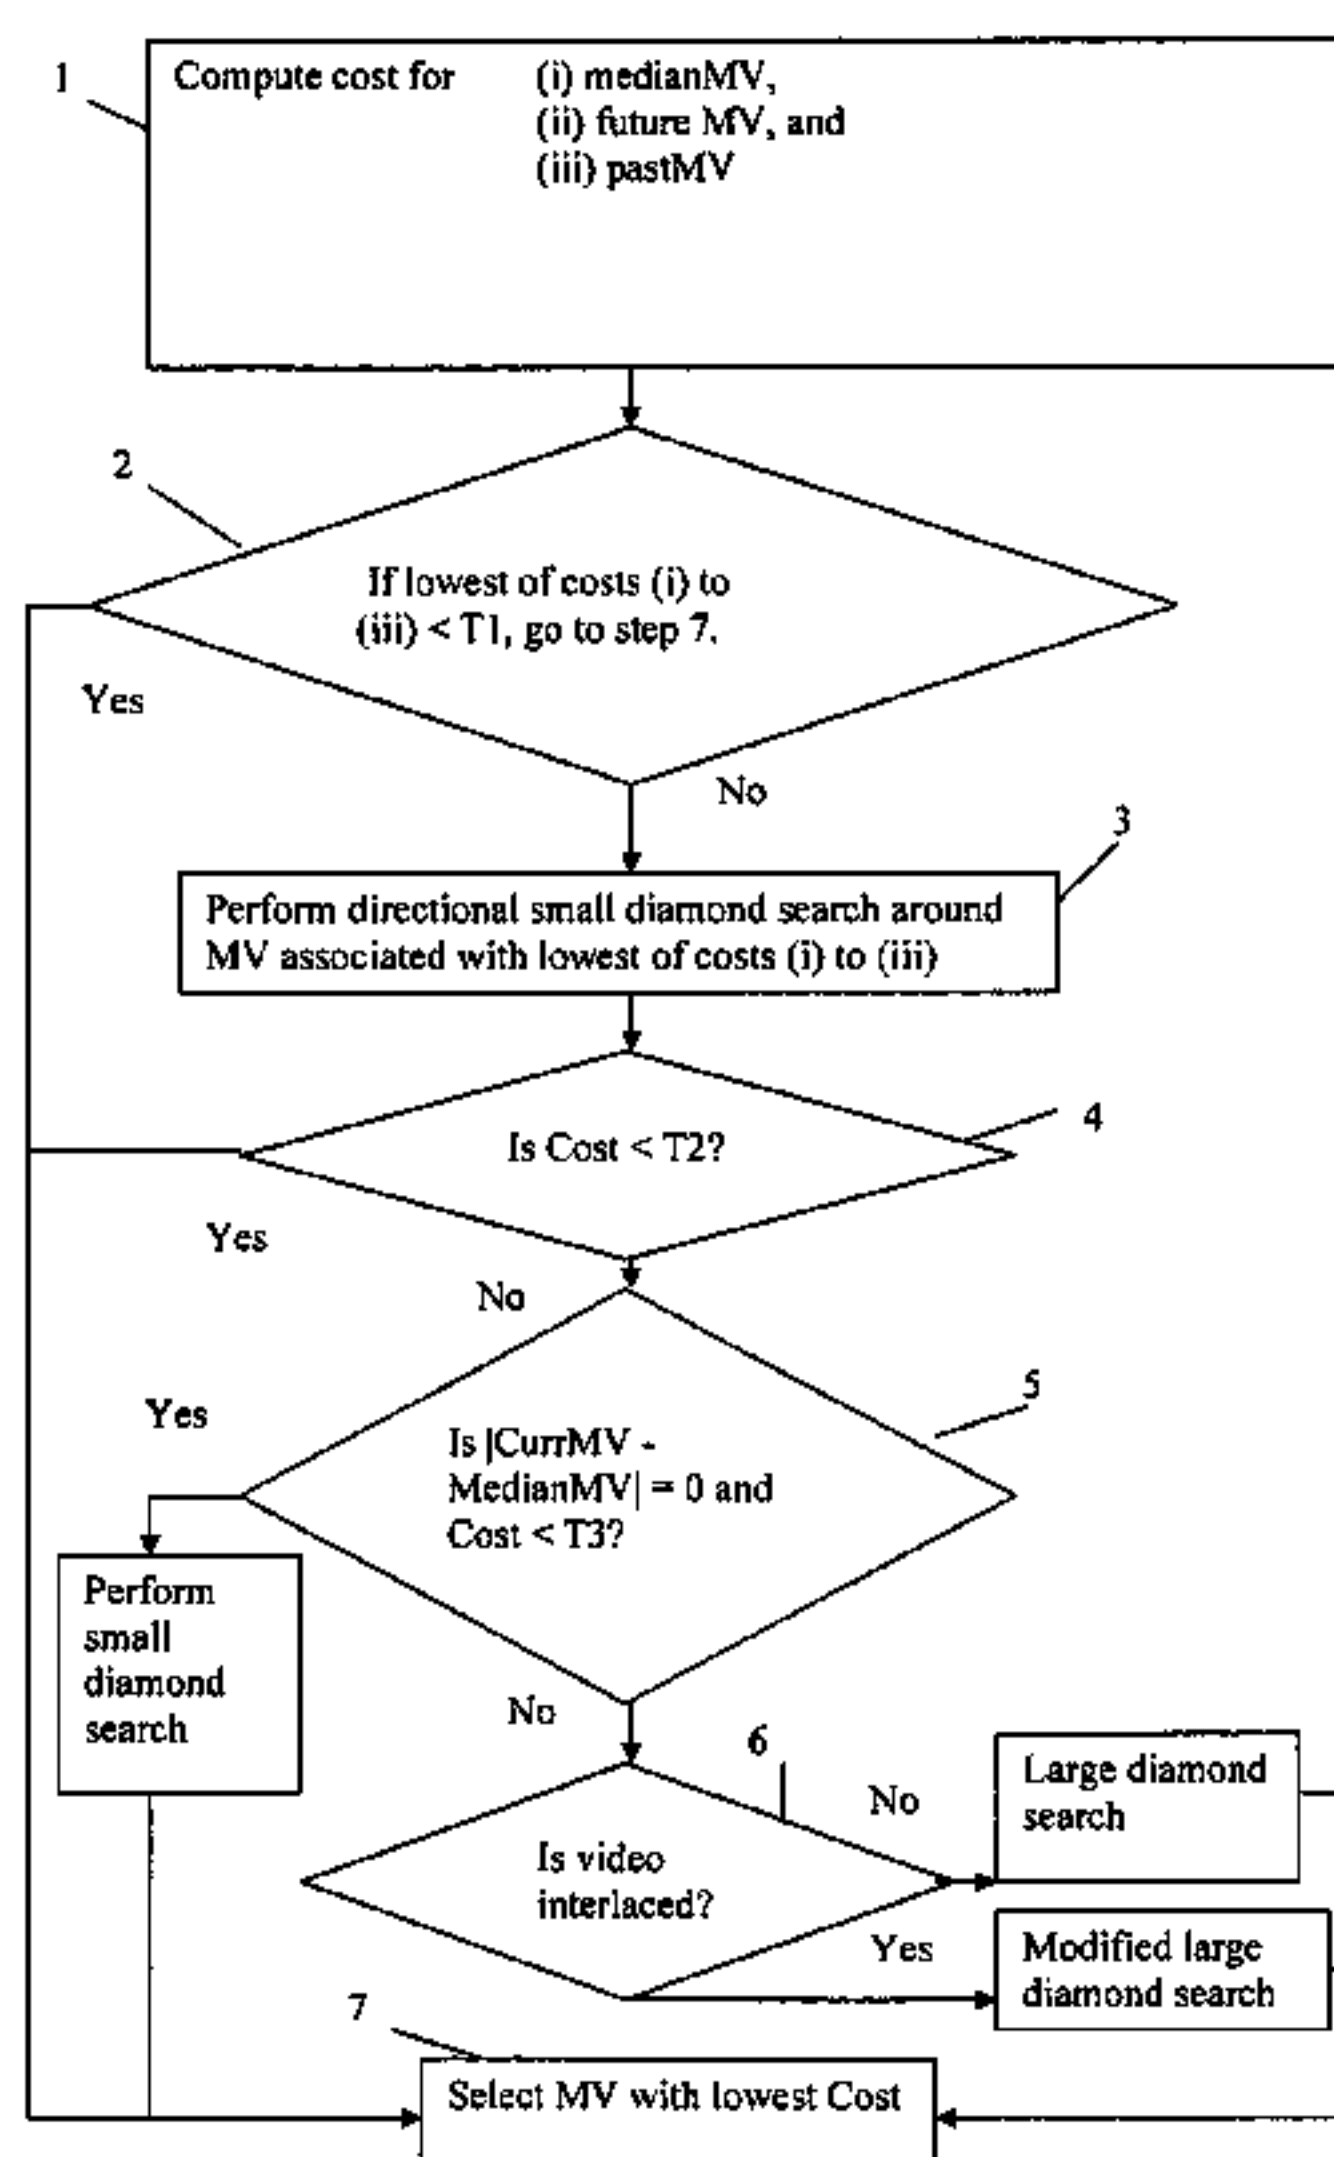 1
Compute cost for (i) medianMV,
(ii) future MV, and
(iii) pastMV
2
If lowest of costs (i) to
(iii) < T1, go to step 7.
Yes
No
3
Perform directional small diamond search around
MV associated with lowest of costs (i) to (iii)
4
Is Cost < T2?
Yes
No
5
Yes
Is |CurrMV -
MedianMV| = 0 and
Cost < T3?
Perform
small
diamond
search
No
6
No
Large diamond
search
Is video
interlaced?
Yes
Modified large
diamond search
7
Select MV with lowest Cost